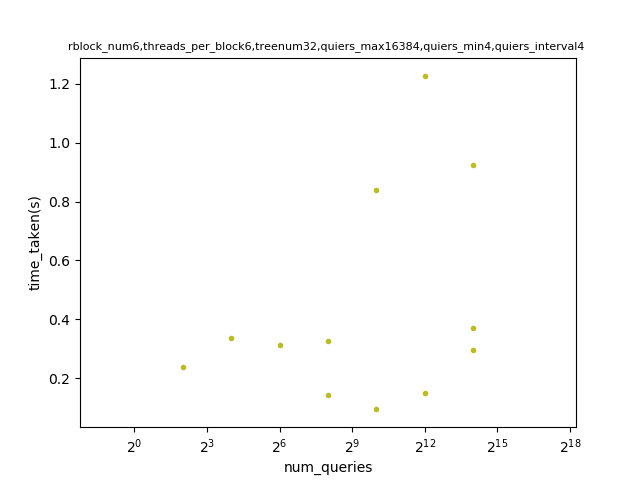 rblock_num6,threads_per_block6,treenum32,quiers_max16384,quiers_min4,quiers_interval4
time_taken(s)
1.2
1.0
0.8
0.6
0.4
0.2
2^0 2^3 2^6 2^9 2^12 2^15 2^18
num_queries